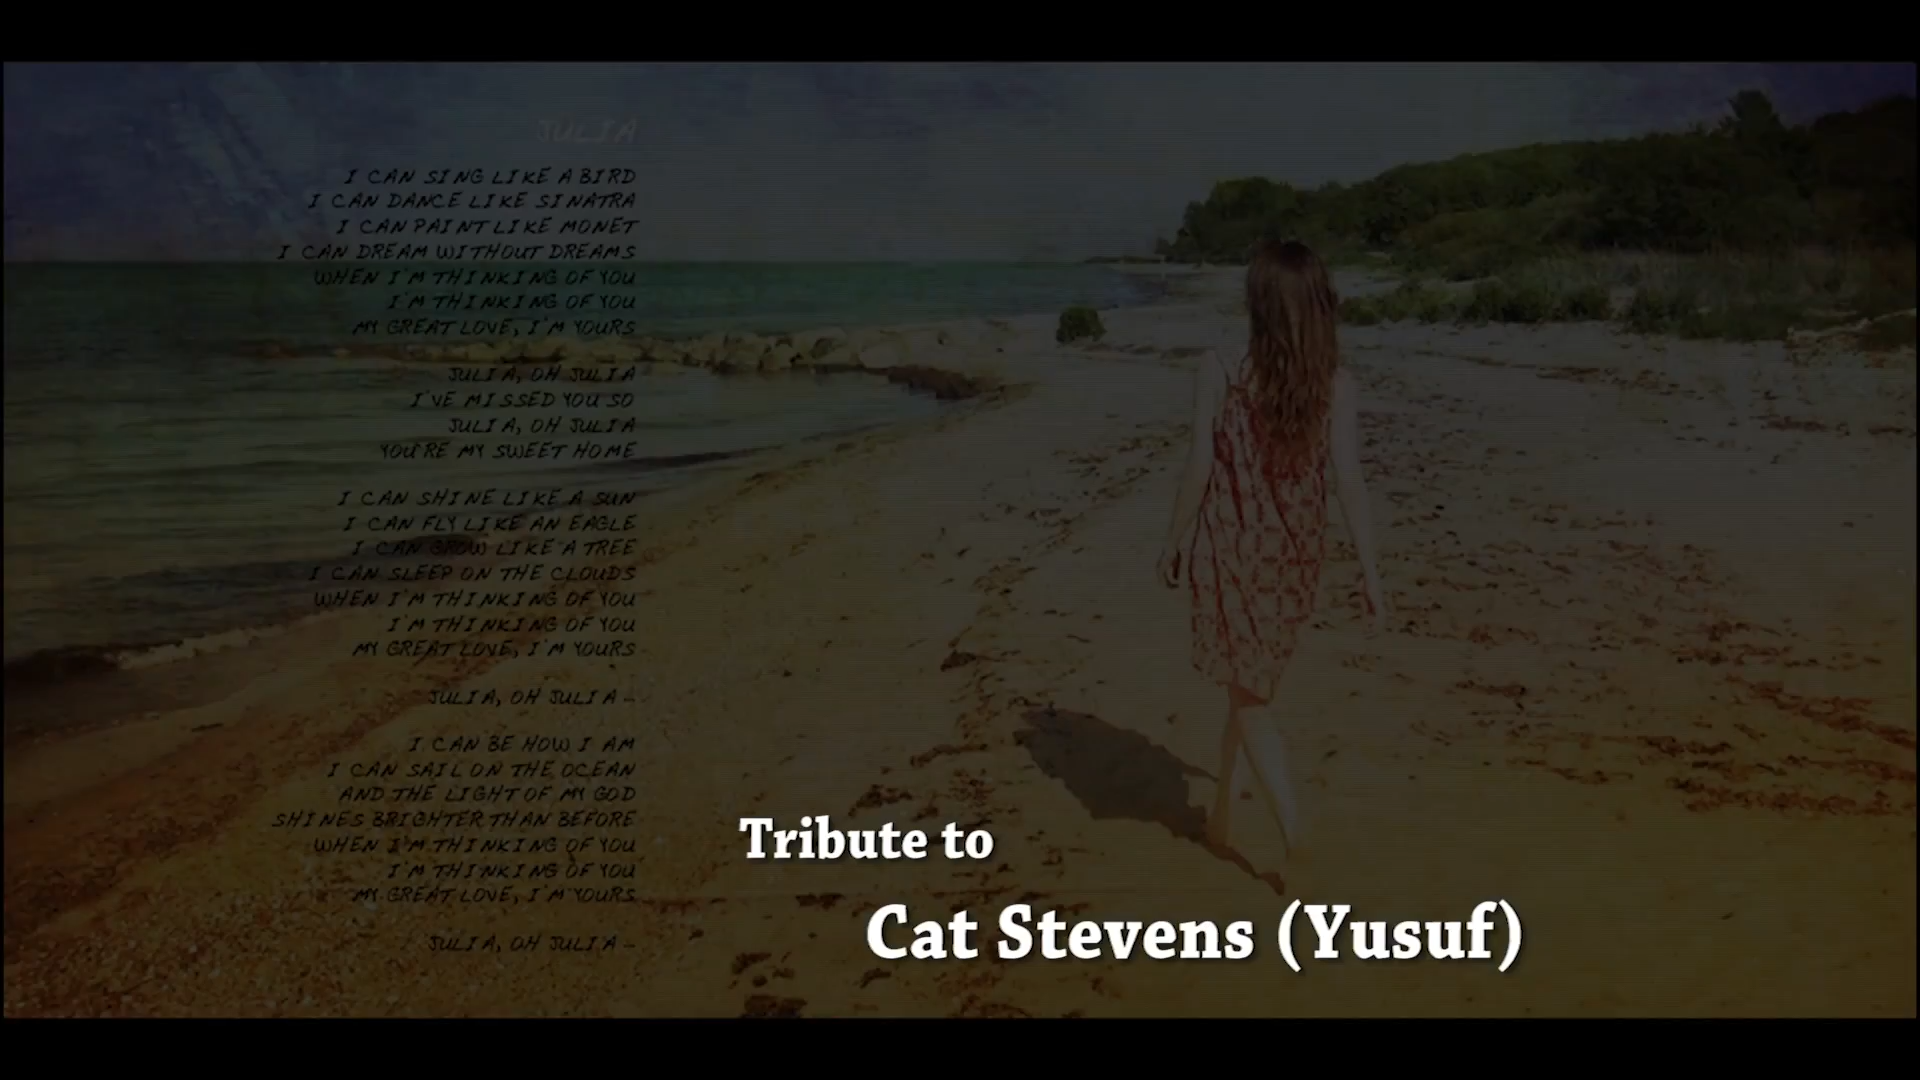 JULIA
I CAN SING LIKE A BIRD
I CAN DANCE LIKE SINATRA
I CAN PAINT LIKE MONET
I CAN DREAM WITHOUT DREAMS
WHEN I'M THINKING OF YOU
I'M THINKING OF YOU
MY GREAT LOVE, I'M YOURS
JULIA, OH JULIA
I'VE MISSED YOU SO
JULIA, OH JULIA
YOU'RE MY SWEET HOME
I CAN SHINE LIKE A SUN
I CAN FLY LIKE AN EAGLE
I CAN GROW LIKE A TREE
I CAN SLEEP ON THE CLOUDS
WHEN I'M THINKING OF YOU
I'M THINKING OF YOU
MY GREAT LOVE, I'M YOURS
JULIA, OH JULIA ...
I CAN BE HOW I AM
I CAN SAIL ON THE OCEAN
AND THE LIGHT OF MY GOD
SHINES BRIGHTER THAN BEFORE
WHEN I'M THINKING OF YOU
I'M THINKING OF YOU
MY GREAT LOVE, I'M YOURS
JULIA, OH JULIA ...
Tribute to
Cat Stevens (Yusuf)